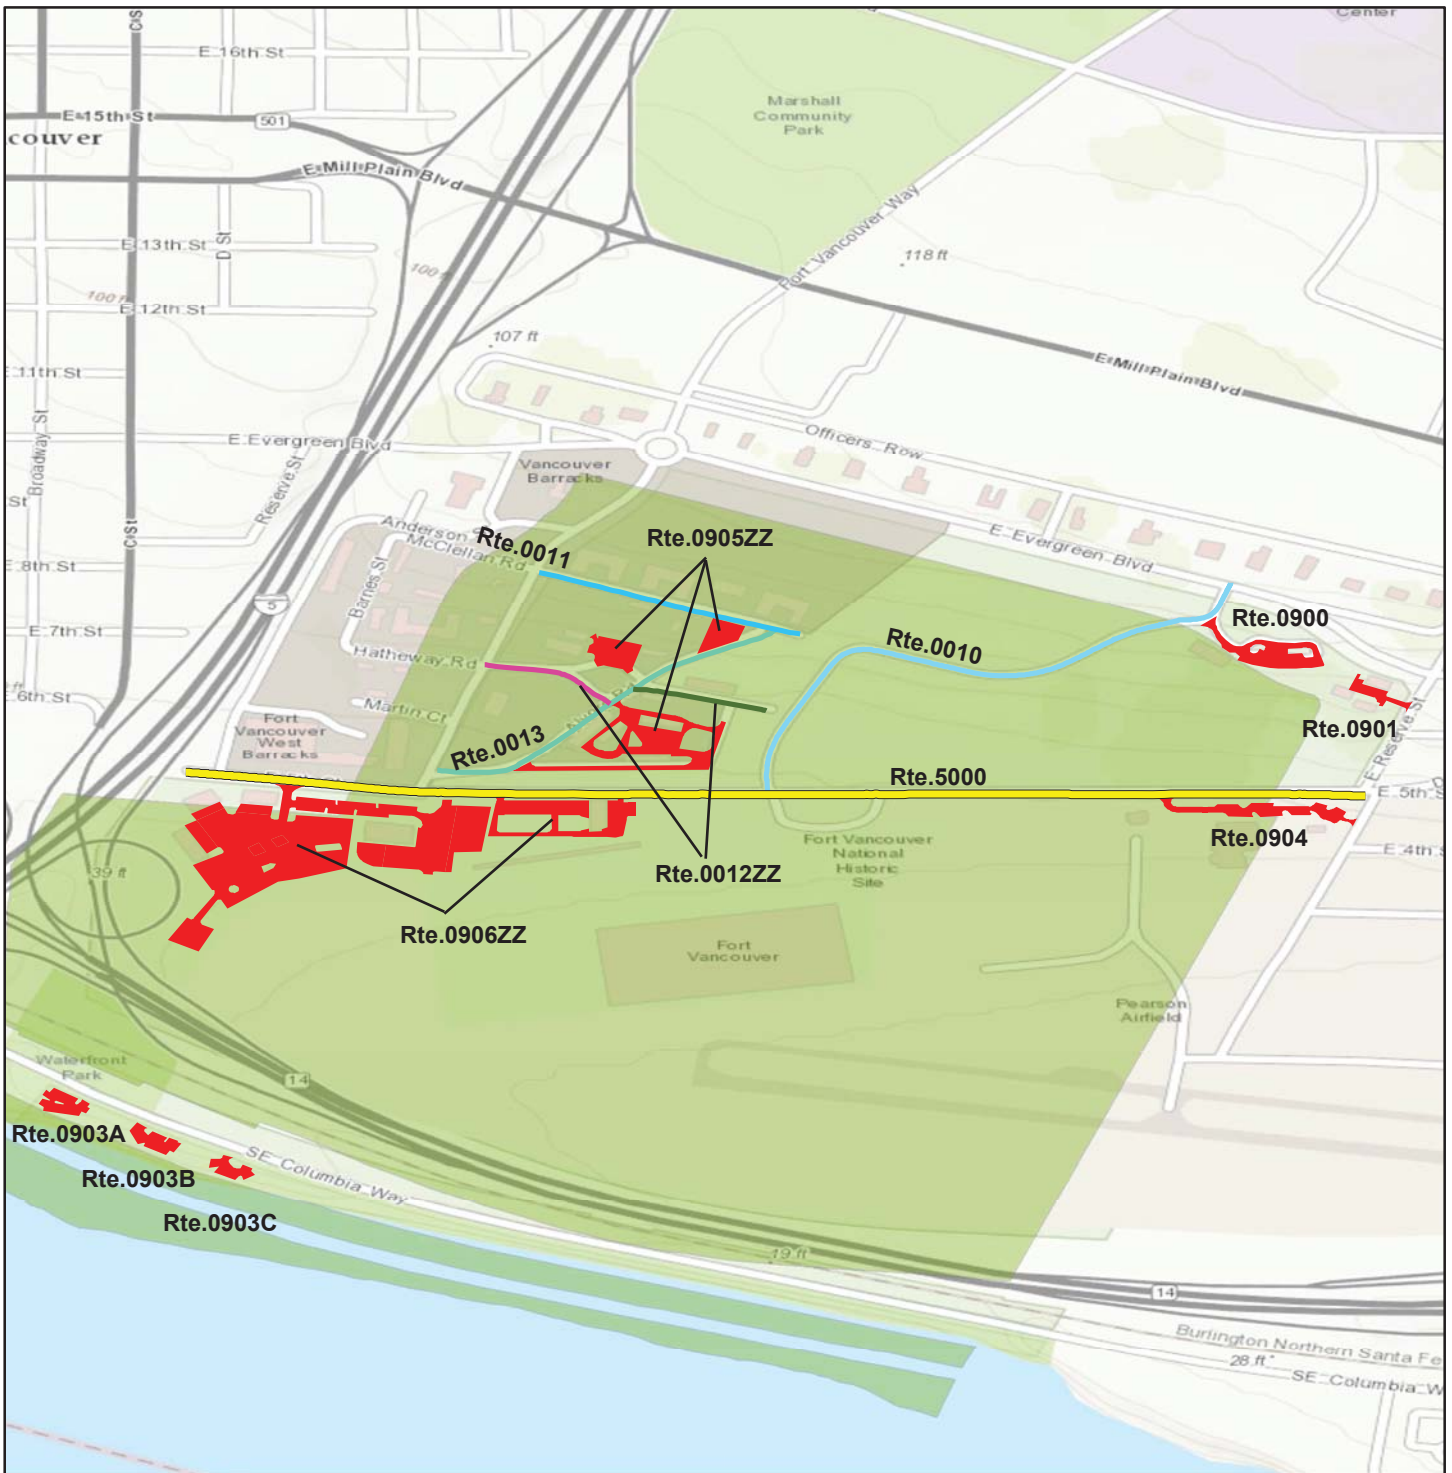 Center
C St
E 16th St
E 15th St
501
couver
Marshall
Community
Park
E Mill Plain Blvd
Fort Vancouver Way
E 13th St
D St
118 ft
100 ft
100 ft
E 12th St
107 ft
E 11th St
E Mill Plain Blvd
Broadway St
E Evergreen Blvd
Officers Row
Reserve St
Vancouver
Barracks
St
C St
Anderson
McClellan Rd
Rte.0011
Rte.0905ZZ
E Evergreen Blvd
E 8th St
Barnes St
5
E 7th St
Rte.0900
Hatheway Rd
Rte.0010
E 6th St
Martin Ct
Fort
Vancouver
West
Barracks
Rte.0013
Rte.0901
E Reserve St
Rte.5000
E 5th S
Rte.0904
Fort Vancouver
National
Historic
Site
E 4th S
39 ft
Rte.0012ZZ
Rte.0906ZZ
Fort
Vancouver
Pearson
Airfield
Waterfront
Park
14
Rte.0903A
Rte.0903B
SE Columbia Way
Rte.0903C
19 ft
14
Burlington Northern Santa Fe
28 ft
SE Columbia W